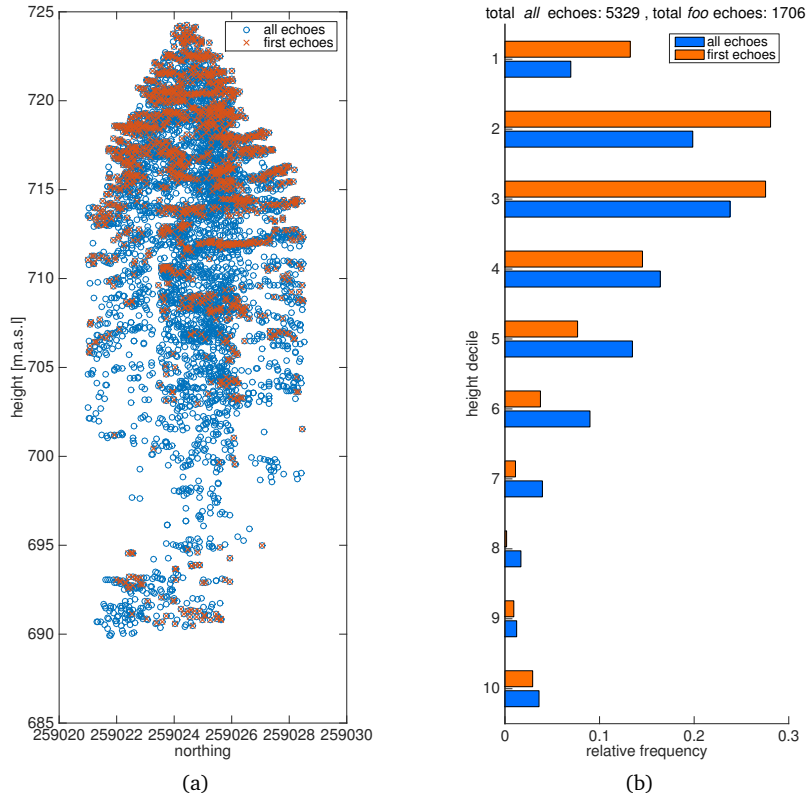 all echoes
first echoes
725
720
715
710
705
700
695
690
685
height [m.a.s.l]
259020 259022 259024 259026 259028 259030
northing
(a)
total all echoes: 5329 , total foo echoes: 1706
all echoes
first echoes
1
2
3
4
5
6
7
8
9
10
height decile
0 0.1 0.2 0.3
relative frequency
(b)